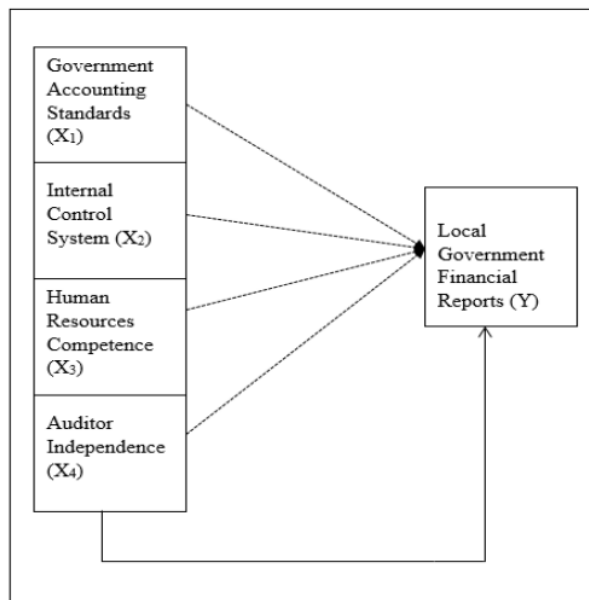 Government
Accounting
Standards
(X₁)
Internal
Control
System (X₂)
Human
Resources
Competence
(X₃)
Auditor
Independence
(X₄)
Local
Government
Financial
Reports (Y)